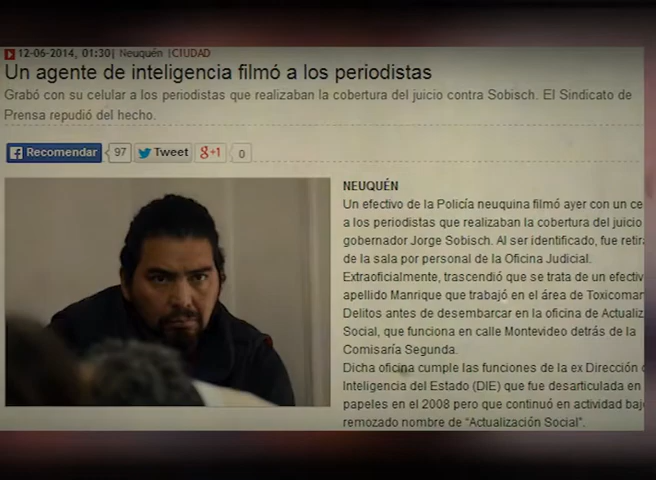 12-06-2014, 01:30| Neuquén |CIUDAD
Un agente de inteligencia filmó a los periodistas
Grabó con su celular a los periodistas que realizaban la cobertura del juicio contra Sobisch. El Sindicato de
Prensa repudió del hecho.
Recomendar 97 Tweet g+1 0
NEUQUÉN
Un efectivo de la Policía neuquina filmó ayer con un ce
a los periodistas que realizaban la cobertura del juicio
gobernador Jorge Sobisch. Al ser identificado, fue retira
de la sala por personal de la Oficina Judicial.
Extraoficialmente, trascendió que se trata de un efectiv
apellido Manrique que trabajó en el área de Toxicomar
Delitos antes de desembarcar en la oficina de Actualiz
Social, que funciona en calle Montevideo detrás de la
Comisaría Segunda.
Dicha oficina cumple las funciones de la ex Dirección
Inteligencia del Estado (DIE) que fue desarticulada en
papeles en el 2008 pero que continuó en actividad bajo
remozado nombre de “Actualización Social”.